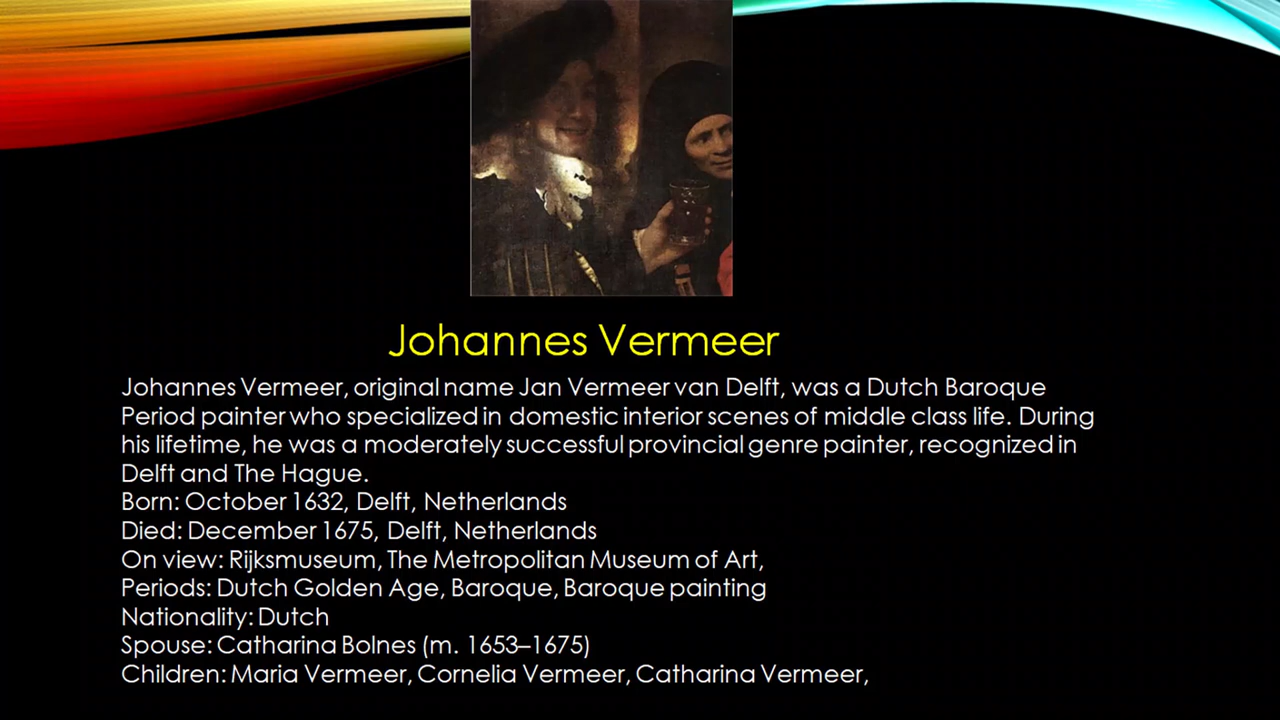 Johannes Vermeer
Johannes Vermeer, original name Jan Vermeer van Delft, was a Dutch Baroque
Period painter who specialized in domestic interior scenes of middle class life. During
his lifetime, he was a moderately successful provincial genre painter, recognized in
Delft and The Hague.
Born: October 1632, Delft, Netherlands
Died: December 1675, Delft, Netherlands
On view: Rijksmuseum, The Metropolitan Museum of Art,
Periods: Dutch Golden Age, Baroque, Baroque painting
Nationality: Dutch
Spouse: Catharina Bolnes (m. 1653–1675)
Children: Maria Vermeer, Cornelia Vermeer, Catharina Vermeer,